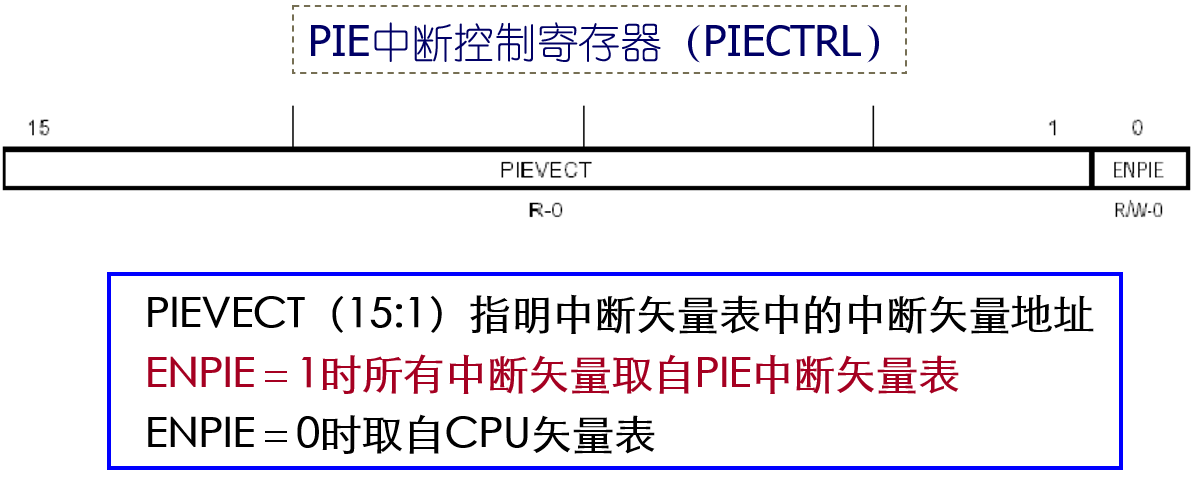 PIE中断控制寄存器（PIECTRL）
15 1 0
PIEVECT ENPIE
R-0 R/W-0
PIEVECT（15:1）指明中断矢量表中的中断矢量地址
ENPIE = 1时所有中断矢量取自PIE中断矢量表
ENPIE = 0时取自CPU矢量表